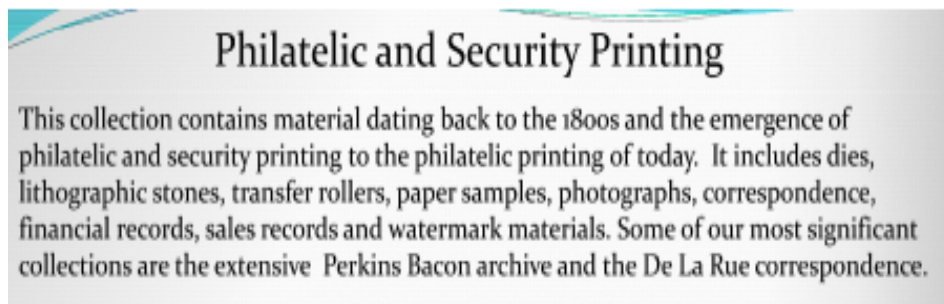 Philatelic and Security Printing
This collection contains material dating back to the 1800s and the emergence of
philatelic and security printing to the philatelic printing of today.  It includes dies,
lithographic stones, transfer rollers, paper samples, photographs, correspondence,
financial records, sales records and watermark materials. Some of our most significant
collections are the extensive  Perkins Bacon archive and the De La Rue correspondence.